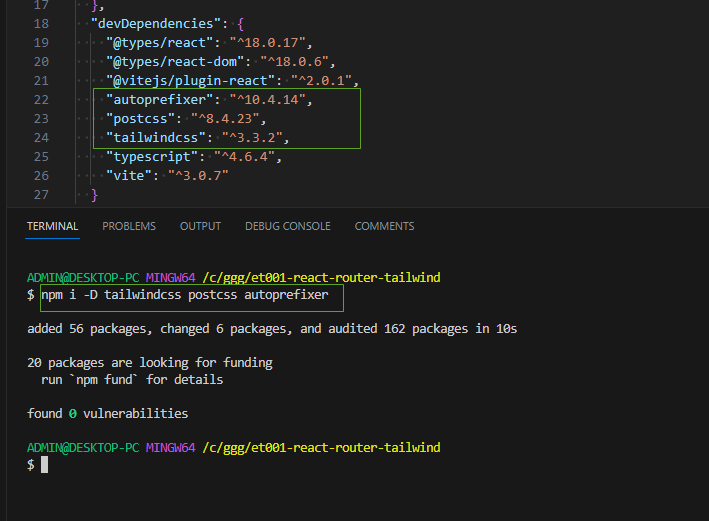 17 },
18 "devDependencies": {
19 "@types/react": "^18.0.17",
20 "@types/react-dom": "^18.0.6",
21 "@vitejs/plugin-react": "^2.0.1",
22 "autoprefixer": "^10.4.14",
23 "postcss": "^8.4.23",
24 "tailwindcss": "^3.3.2",
25 "typescript": "^4.6.4",
26 "vite": "^3.0.7"
27 }
TERMINAL PROBLEMS OUTPUT DEBUG CONSOLE COMMENTS
ADMIN@DESKTOP-PC MINGW64 /c/ggg/et001-react-router-tailwind
$ npm i -D tailwindcss postcss autoprefixer
added 56 packages, changed 6 packages, and audited 162 packages in 10s
20 packages are looking for funding
run `npm fund` for details
found 0 vulnerabilities
ADMIN@DESKTOP-PC MINGW64 /c/ggg/et001-react-router-tailwind
$